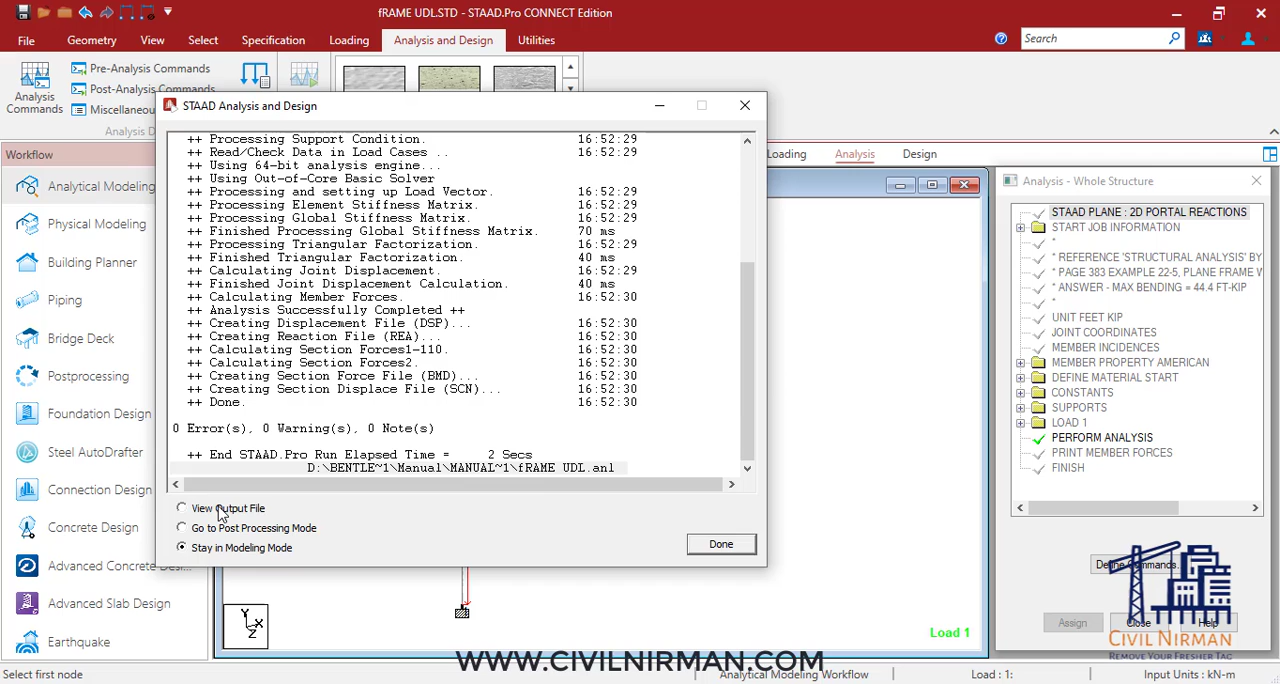 fRAME UDL.STD - STAAD.Pro CONNECT Edition
File Geometry View Select Specification Loading Analysis and Design Utilities
Search
Analysis Commands
Pre-Analysis Commands
Post-Analysis Commands
Miscellaneou
Analysis D
STAAD Analysis and Design
++ Processing Support Condition. 16:52:29
++ Read/Check Data in Load Cases... 16:52:29
++ Using 64-bit analysis engine...
++ Using Out-of-Core Basic Solver
++ Processing and setting up Load Vector. 16:52:29
++ Processing Element Stiffness Matrix. 16:52:29
++ Processing Global Stiffness Matrix. 16:52:29
++ Finished Processing Global Stiffness Matrix. 70 ms
++ Processing Triangular Factorization. 16:52:29
++ Finished Triangular Factorization. 40 ms
++ Calculating Joint Displacement. 16:52:29
++ Finished Joint Displacement Calculation. 40 ms
++ Calculating Member Forces. 16:52:30
++ Analysis Successfully Completed ++
++ Creating Displacement File (DSP)... 16:52:30
++ Creating Reaction File (REA)... 16:52:30
++ Calculating Section Forces1-110. 16:52:30
++ Calculating Section Forces2. 16:52:30
++ Creating Section Force File (BMD)... 16:52:30
++ Creating Section Displace File (SCN)... 16:52:30
++ Done. 16:52:30
0 Error(s), 0 Warning(s), 0 Note(s)
++ End STAAD.Pro Run Elapsed Time = 2 Secs
D:\BENTLE~1\Manual\MANUAL~1\fRAME UDL.anl
View Output File
Go to Post Processing Mode
Stay in Modeling Mode
Done
Workflow
Analytical Modeling
Physical Modeling
Building Planner
Piping
Bridge Deck
Postprocessing
Foundation Design
Steel AutoDrafter
Connection Design
Concrete Design
Advanced Concrete Des...
Advanced Slab Design
Earthquake
Loading Analysis Design
Y
X
Z
Load 1
Analysis - Whole Structure
STAAD PLANE : 2D PORTAL REACTIONS
START JOB INFORMATION
*
* REFERENCE 'STRUCTURAL ANALYSIS' BY
* PAGE 383 EXAMPLE 22-5, PLANE FRAME W
* ANSWER - MAX BENDING = 44.4 FT-KIP
*
UNIT FEET KIP
JOINT COORDINATES
MEMBER INCIDENCES
MEMBER PROPERTY AMERICAN
DEFINE MATERIAL START
CONSTANTS
SUPPORTS
LOAD 1
PERFORM ANALYSIS
PRINT MEMBER FORCES
FINISH
Define Commands...
Assign Close Help
CIVIL NIRMAN
REMOVE YOUR FRESHER TAC
WWW.CIVILNIRMAN.COM
Select first node
Analytical Modeling Workflow
Load : 1:
Input Units : kN-m